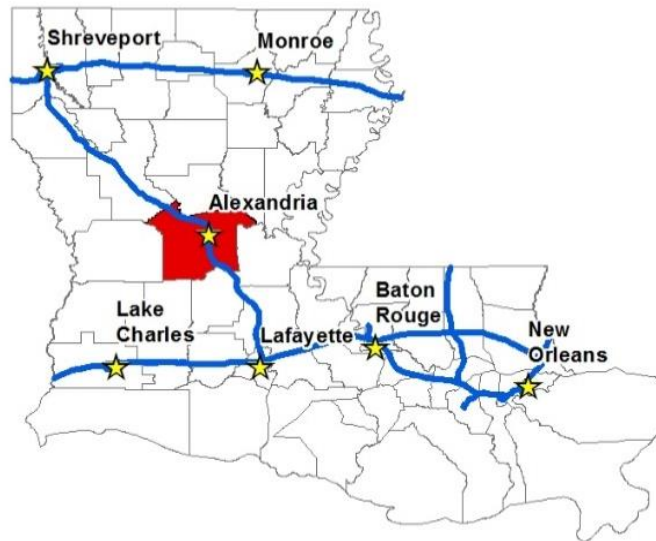 Shreveport
Monroe
Alexandria
Lake
Charles
Lafayette
Baton
Rouge
New
Orleans